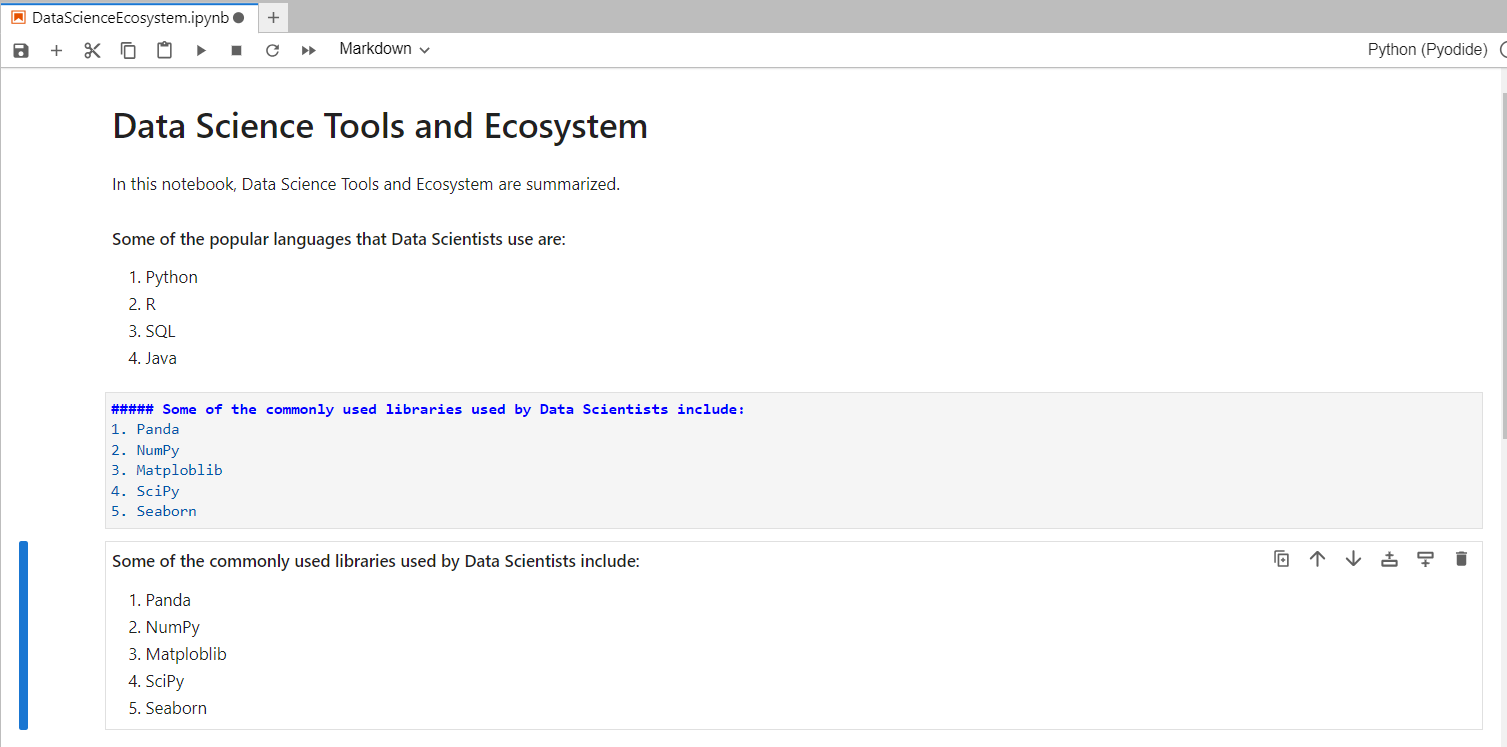 DataScienceEcosystem.ipynb
Markdown
Python (Pyodide)
Data Science Tools and Ecosystem
In this notebook, Data Science Tools and Ecosystem are summarized.
Some of the popular languages that Data Scientists use are:
1. Python
2. R
3. SQL
4. Java
##### Some of the commonly used libraries used by Data Scientists include:
1. Panda
2. NumPy
3. Matploblib
4. SciPy
5. Seaborn
Some of the commonly used libraries used by Data Scientists include:
1. Panda
2. NumPy
3. Matploblib
4. SciPy
5. Seaborn